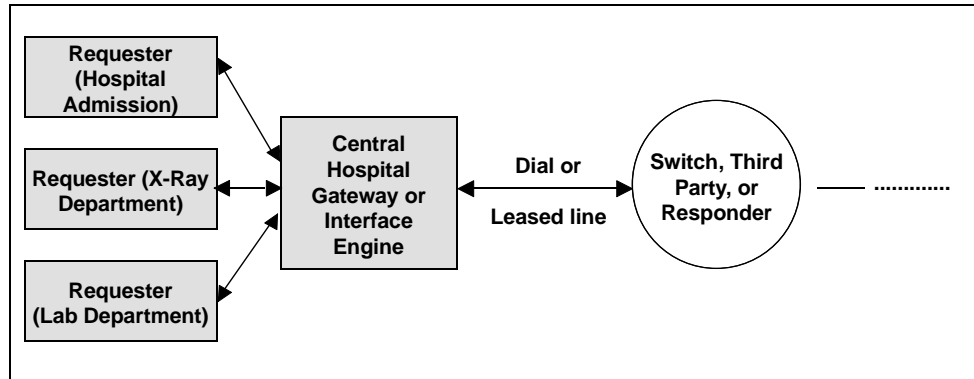 Requester
(Hospital
Admission)
Requester (X-Ray
Department)
Requester
(Lab Department)
Central
Hospital
Gateway or
Interface
Engine
Dial or
Leased line
Switch, Third
Party, or
Responder